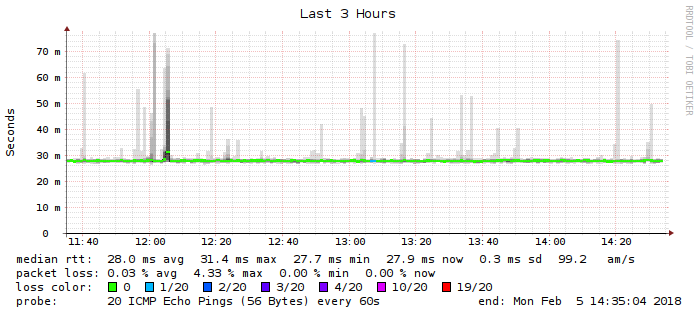 Last 3 Hours
RRDTOOL / TOBI OETIKER
Seconds
70 m
60 m
50 m
40 m
30 m
20 m
10 m
0
11:40 12:00 12:20 12:40 13:00 13:20 13:40 14:00 14:20
median rtt: 28.0 ms avg 31.4 ms max 27.7 ms min 27.9 ms now 0.3 ms sd 99.2 am/s
packet loss: 0.03 % avg 4.33 % max 0.00 % min 0.00 % now
loss color: 0 1/20 2/20 3/20 4/20 10/20 19/20
probe: 20 ICMP Echo Pings (56 Bytes) every 60s end: Mon Feb 5 14:35:04 2018